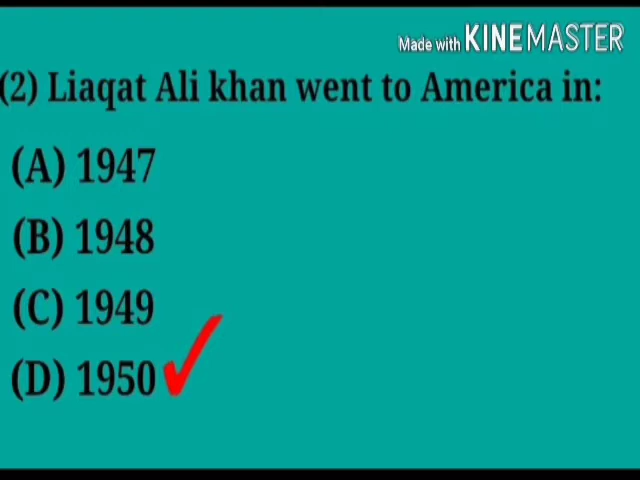 Made with KINEMASTER
(2) Liaqat Ali khan went to America in:
(A) 1947
(B) 1948
(C) 1949
(D) 1950